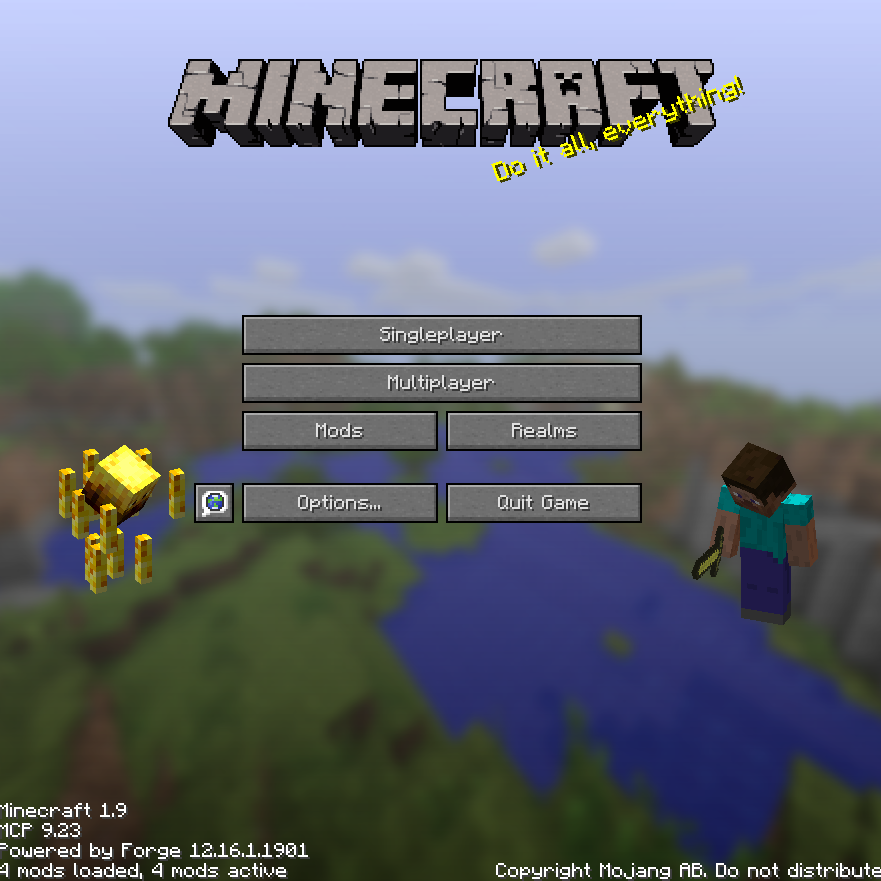 MINECRAFT
Do it all, everything!
Singleplayer
Multiplayer
Mods
Realms
Options...
Quit Game
Minecraft 1.9
MCP 9.23
Powered by Forge 12.16.1.1901
4 mods loaded, 4 mods active
Copyright Mojang AB. Do not distribute